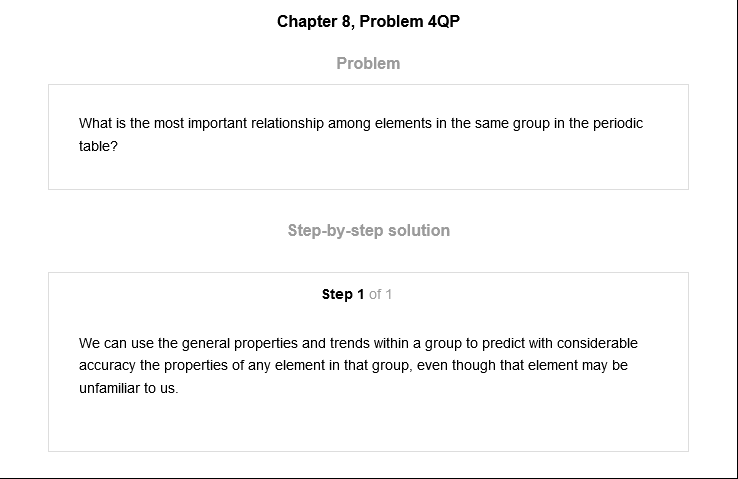 Chapter 8, Problem 4QP
Problem
What is the most important relationship among elements in the same group in the periodic
table?
Step-by-step solution
Step 1 of 1
We can use the general properties and trends within a group to predict with considerable
accuracy the properties of any element in that group, even though that element may be
unfamiliar to us.